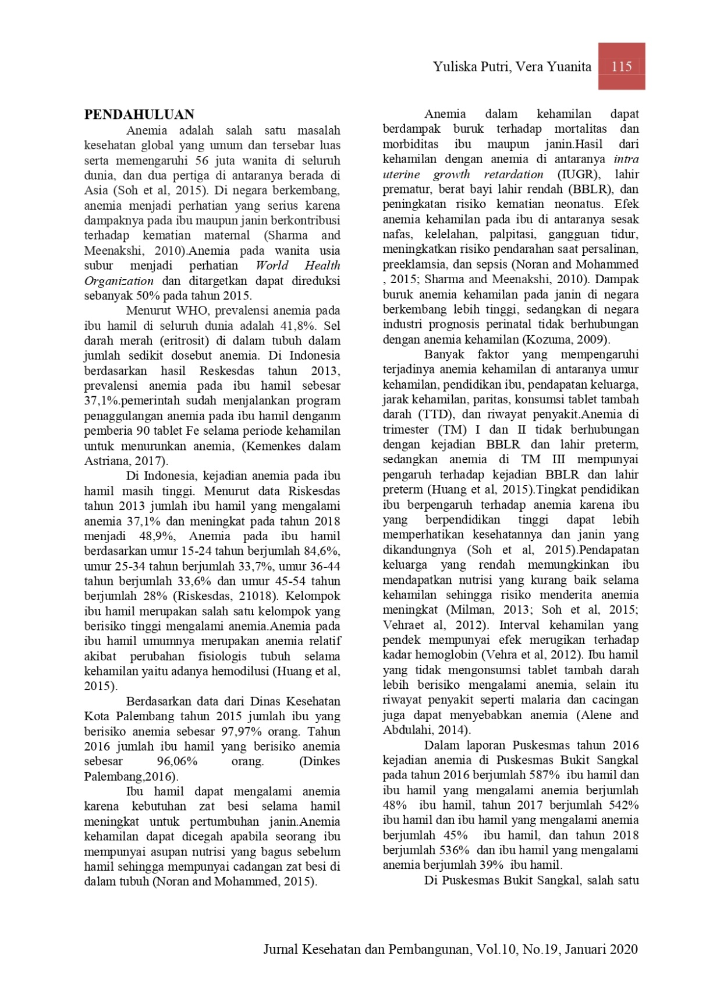 Yuliska Putri, Vera Yuanita 115
PENDAHULUAN
Anemia adalah salah satu masalah
kesehatan global yang umum dan tersebar luas
serta memengaruhi 56 juta wanita di seluruh
dunia, dan dua pertiga di antaranya berada di
Asia (Soh et al, 2015). Di negara berkembang,
anemia menjadi perhatian yang serius karena
dampaknya pada ibu maupun janin berkontribusi
terhadap kematian maternal (Sharma and
Meenakshi, 2010).Anemia pada wanita usia
subur menjadi perhatian World Health
Organization dan ditargetkan dapat direduksi
sebanyak 50% pada tahun 2015.
Menurut WHO, prevalensi anemia pada
ibu hamil di seluruh dunia adalah 41,8%. Sel
darah merah (eritrosit) di dalam tubuh dalam
jumlah sedikit dosebut anemia. Di Indonesia
berdasarkan hasil Reskesdas tahun 2013,
prevalensi anemia pada ibu hamil sebesar
37,1%.pemerintah sudah menjalankan program
penaggulangan anemia pada ibu hamil denganm
pemberia 90 tablet Fe selama periode kehamilan
untuk menurunkan anemia, (Kemenkes dalam
Astriana, 2017).
Di Indonesia, kejadian anemia pada ibu
hamil masih tinggi. Menurut data Riskesdas
tahun 2013 jumlah ibu hamil yang mengalami
anemia 37,1% dan meningkat pada tahun 2018
menjadi 48,9%, Anemia pada ibu hamil
berdasarkan umur 15-24 tahun berjumlah 84,6%,
umur 25-34 tahun berjumlah 33,7%, umur 36-44
tahun berjumlah 33,6% dan umur 45-54 tahun
berjumlah 28% (Riskesdas, 21018). Kelompok
ibu hamil merupakan salah satu kelompok yang
berisiko tinggi mengalami anemia.Anemia pada
ibu hamil umumnya merupakan anemia relatif
akibat perubahan fisiologis tubuh selama
kehamilan yaitu adanya hemodilusi (Huang et al,
2015).
Berdasarkan data dari Dinas Kesehatan
Kota Palembang tahun 2015 jumlah ibu yang
berisiko anemia sebesar 97,97% orang. Tahun
2016 jumlah ibu hamil yang berisiko anemia
sebesar 96,06% orang. (Dinkes
Palembang,2016).
Ibu hamil dapat mengalami anemia
karena kebutuhan zat besi selama hamil
meningkat untuk pertumbuhan janin.Anemia
kehamilan dapat dicegah apabila seorang ibu
mempunyai asupan nutrisi yang bagus sebelum
hamil sehingga mempunyai cadangan zat besi di
dalam tubuh (Noran and Mohammed, 2015).
Anemia dalam kehamilan dapat
berdampak buruk terhadap mortalitas dan
morbiditas ibu maupun janin.Hasil dari
kehamilan dengan anemia di antaranya intra
uterine growth retardation (IUGR), lahir
prematur, berat bayi lahir rendah (BBLR), dan
peningkatan risiko kematian neonatus. Efek
anemia kehamilan pada ibu di antaranya sesak
nafas, kelelahan, palpitasi, gangguan tidur,
meningkatkan risiko pendarahan saat persalinan,
preeklamsia, dan sepsis (Noran and Mohammed
, 2015; Sharma and Meenakshi, 2010). Dampak
buruk anemia kehamilan pada janin di negara
berkembang lebih tinggi, sedangkan di negara
industri prognosis perinatal tidak berhubungan
dengan anemia kehamilan (Kozuma, 2009).
Banyak faktor yang mempengaruhi
terjadinya anemia kehamilan di antaranya umur
kehamilan, pendidikan ibu, pendapatan keluarga,
jarak kehamilan, paritas, konsumsi tablet tambah
darah (TTD), dan riwayat penyakit.Anemia di
trimester (TM) I dan II tidak berhubungan
dengan kejadian BBLR dan lahir preterm,
sedangkan anemia di TM III mempunyai
pengaruh terhadap kejadian BBLR dan lahir
preterm (Huang et al, 2015).Tingkat pendidikan
ibu berpengaruh terhadap anemia karena ibu
yang berpendidikan tinggi dapat lebih
memperhatikan kesehatannya dan janin yang
dikandungnya (Soh et al, 2015).Pendapatan
keluarga yang rendah memungkinkan ibu
mendapatkan nutrisi yang kurang baik selama
kehamilan sehingga risiko menderita anemia
meningkat (Milman, 2013; Soh et al, 2015;
Vehraet al, 2012). Interval kehamilan yang
pendek mempunyai efek merugikan terhadap
kadar hemoglobin (Vehra et al, 2012). Ibu hamil
yang tidak mengonsumsi tablet tambah darah
lebih berisiko mengalami anemia, selain itu
riwayat penyakit seperti malaria dan cacingan
juga dapat menyebabkan anemia (Alene and
Abdulahi, 2014).
Dalam laporan Puskesmas tahun 2016
kejadian anemia di Puskesmas Bukit Sangkal
pada tahun 2016 berjumlah 587% ibu hamil dan
ibu hamil yang mengalami anemia berjumlah
48% ibu hamil, tahun 2017 berjumlah 542%
ibu hamil dan ibu hamil yang mengalami anemia
berjumlah 45% ibu hamil, dan tahun 2018
berjumlah 536% dan ibu hamil yang mengalami
anemia berjumlah 39% ibu hamil.
Di Puskesmas Bukit Sangkal, salah satu
Jurnal Kesehatan dan Pembangunan, Vol.10, No.19, Januari 2020